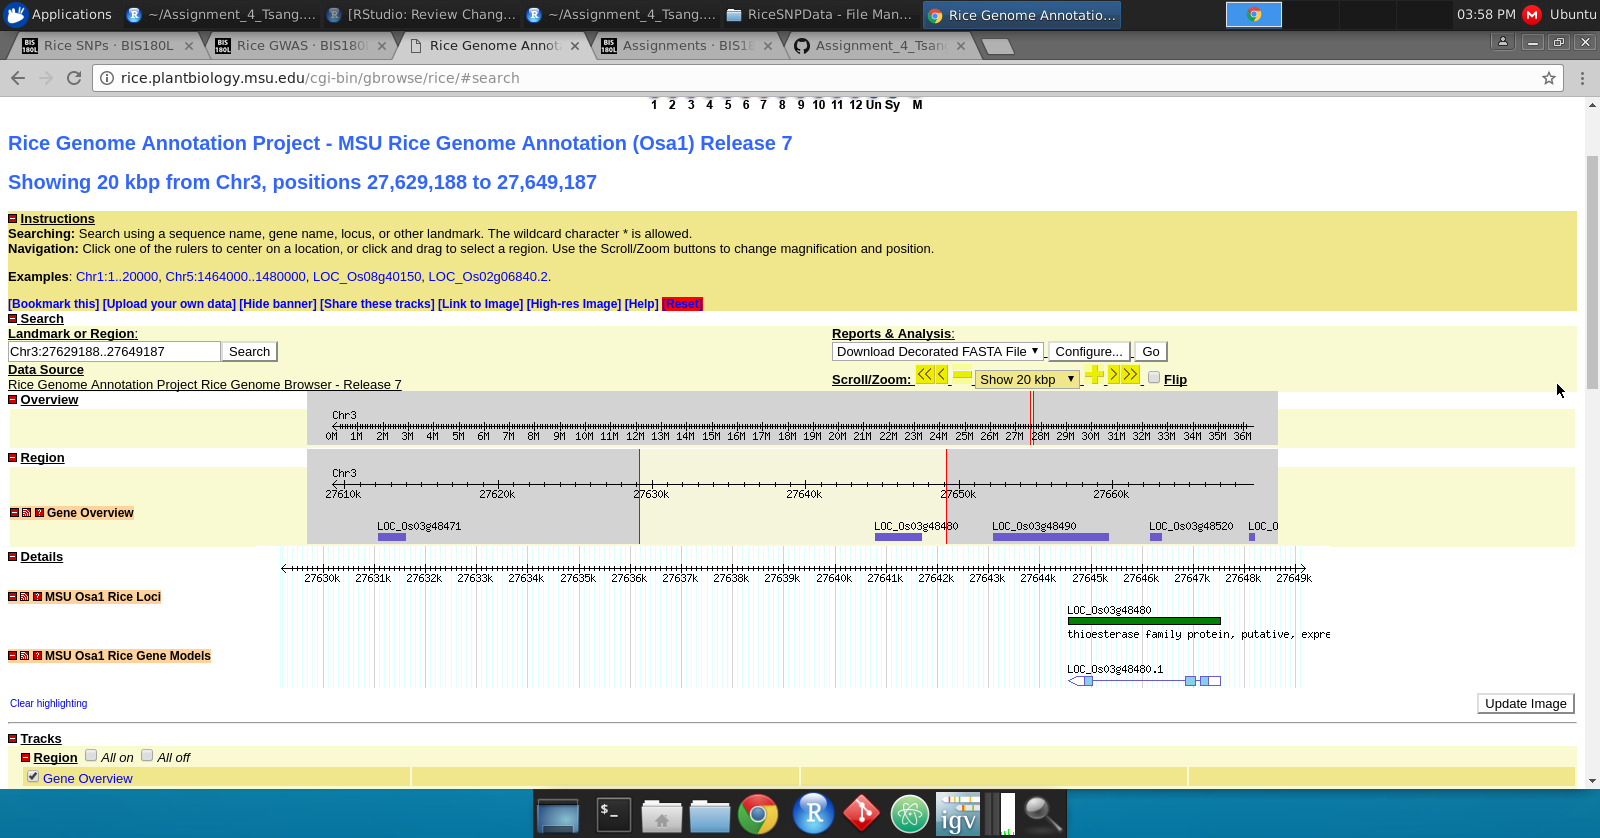 Applications ~/Assignment_4_Tsang.... [RStudio: Review Chang... ~/Assignment_4_Tsang.... RiceSNPData - File Man... Rice Genome Annotatio... 03:58 PM Ubuntu
BIS 180L Rice SNPs · BIS180L BIS 180L Rice GWAS · BIS180 Rice Genome Annot BIS 180L Assignments · BIS18 Assignment_4_Tsan
rice.plantbiology.msu.edu/cgi-bin/gbrowse/rice/#search
1 2 3 4 5 6 7 8 9 10 11 12 Un Sy M
Rice Genome Annotation Project - MSU Rice Genome Annotation (Osa1) Release 7
Showing 20 kbp from Chr3, positions 27,629,188 to 27,649,187
Instructions
Searching: Search using a sequence name, gene name, locus, or other landmark. The wildcard character * is allowed.
Navigation: Click one of the rulers to center on a location, or click and drag to select a region. Use the Scroll/Zoom buttons to change magnification and position.
Examples: Chr1:1..20000, Chr5:1464000..1480000, LOC_Os08g40150, LOC_Os02g06840.2.
[Bookmark this] [Upload your own data] [Hide banner] [Share these tracks] [Link to Image] [High-res Image] [Help] [Reset]
Search
Landmark or Region: Reports & Analysis:
Chr3:27629188..27649187 Search Download Decorated FASTA File Configure... Go
Data Source
Rice Genome Annotation Project Rice Genome Browser - Release 7 Scroll/Zoom: << < Show 20 kbp > >> Flip
Overview
Chr3
0M 1M 2M 3M 4M 5M 6M 7M 8M 9M 10M 11M 12M 13M 14M 15M 16M 17M 18M 19M 20M 21M 22M 23M 24M 25M 26M 27M 28M 29M 30M 31M 32M 33M 34M 35M 36M
Region
Chr3
27610k 27620k 27630k 27640k 27650k 27660k
Gene Overview
LOC_Os03g48471 LOC_Os03g48480 LOC_Os03g48490 LOC_Os03g48520 LOC_O
Details
27630k 27631k 27632k 27633k 27634k 27635k 27636k 27637k 27638k 27639k 27640k 27641k 27642k 27643k 27644k 27645k 27646k 27647k 27648k 27649k
MSU Osa1 Rice Loci
LOC_Os03g48480
thioesterase family protein, putative, expre
MSU Osa1 Rice Gene Models
LOC_Os03g48480.1
Clear highlighting Update Image
Tracks
Region All on All off
Gene Overview
>_ R igv